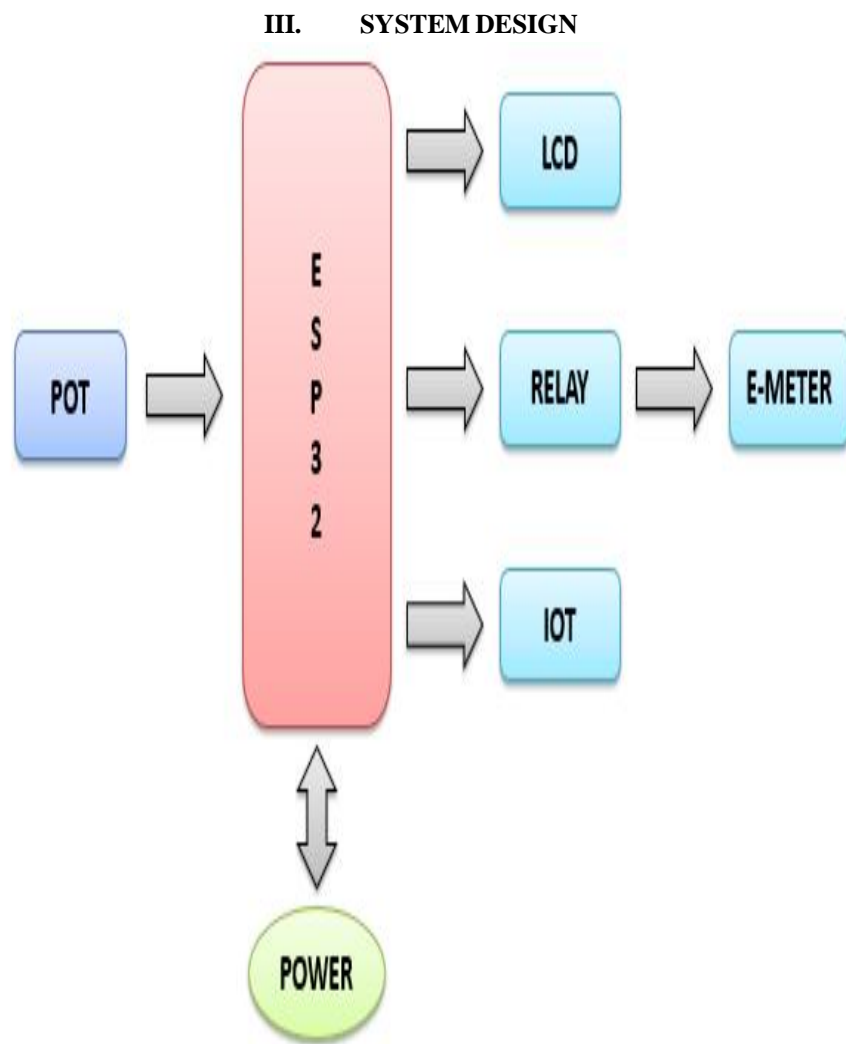 III. SYSTEM DESIGN
LCD
E
S
P
3
2
POT
RELAY
E-METER
IOT
POWER